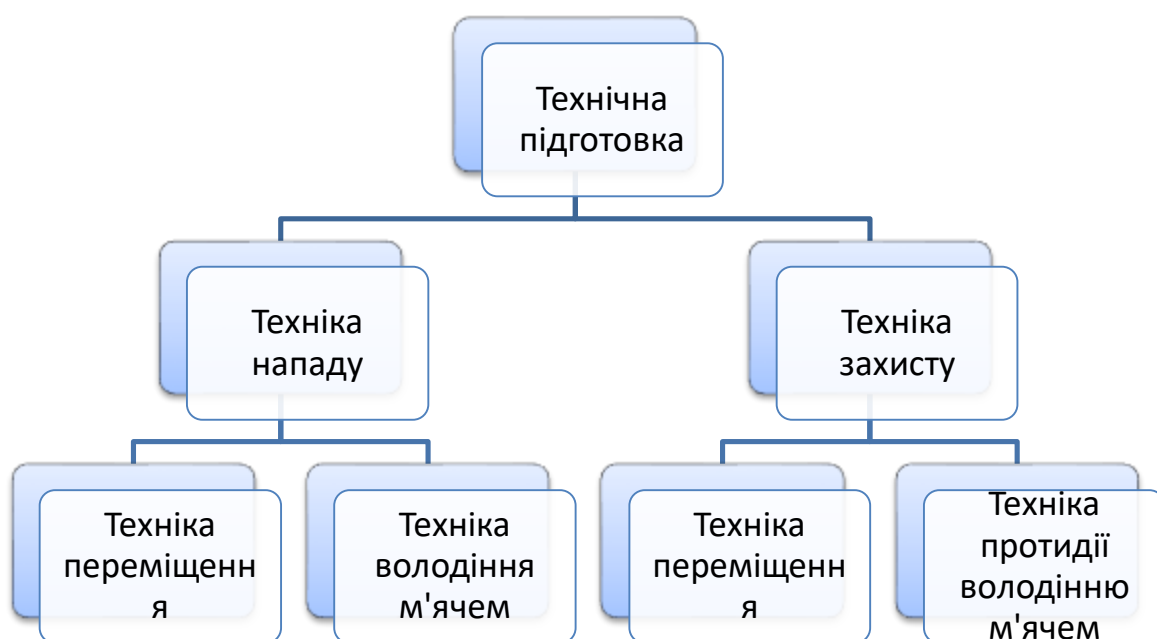 Технічна
підготовка
Техніка
нападу
Техніка
захисту
Техніка
переміщенн
я
Техніка
володіння
м'ячем
Техніка
переміщенн
я
Техніка
протидії
володінню
м'ячем